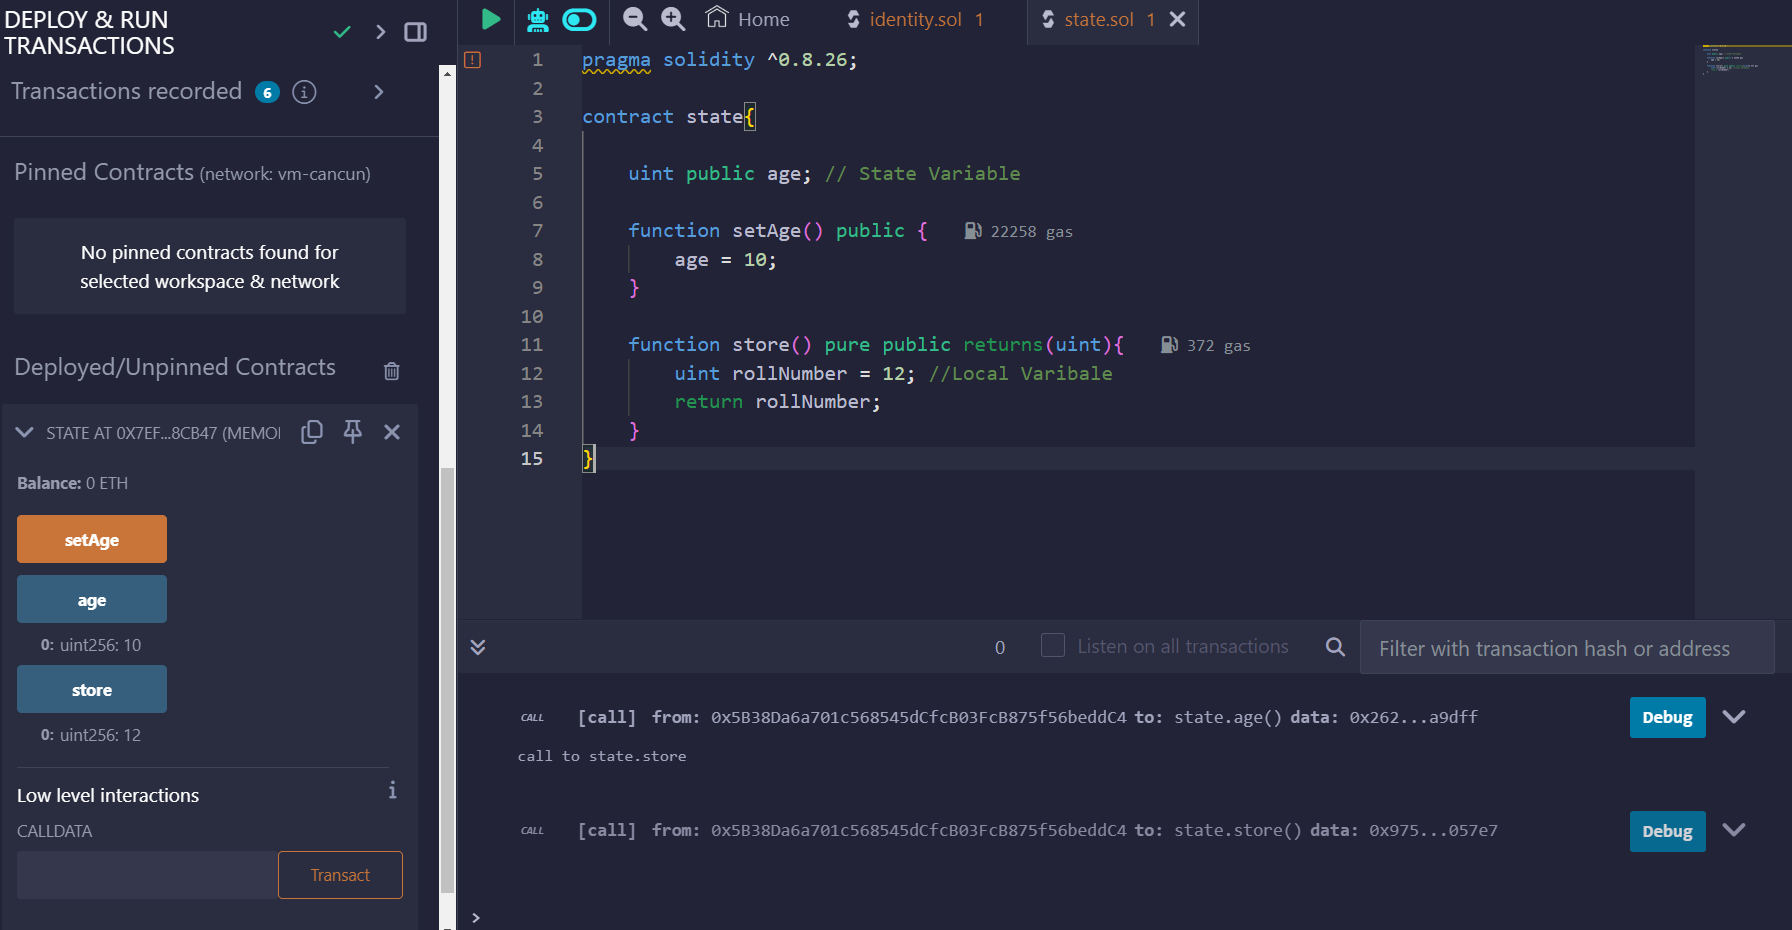 DEPLOY & RUN
TRANSACTIONS
Transactions recorded 6 i
Pinned Contracts (network: vm-cancun)
No pinned contracts found for
selected workspace & network
Deployed/Unpinned Contracts
STATE AT 0X7EF...8CB47 (MEMOI
Balance: 0 ETH
setAge
age
0: uint256: 10
store
0: uint256: 12
Low level interactions i
CALLDATA
Transact
Home
identity.sol 1
state.sol 1
1 pragma solidity ^0.8.26;
2
3 contract state{
4
5 uint public age; // State Variable
6
7 function setAge() public { 22258 gas
8 age = 10;
9 }
10
11 function store() pure public returns(uint){ 372 gas
12 uint rollNumber = 12; //Local Varibale
13 return rollNumber;
14 }
15 }
0 Listen on all transactions Filter with transaction hash or address
CALL [call] from: 0x5B38Da6a701c568545dCfcB03FcB875f56beddC4 to: state.age() data: 0x262...a9dff Debug
call to state.store
CALL [call] from: 0x5B38Da6a701c568545dCfcB03FcB875f56beddC4 to: state.store() data: 0x975...057e7 Debug
>